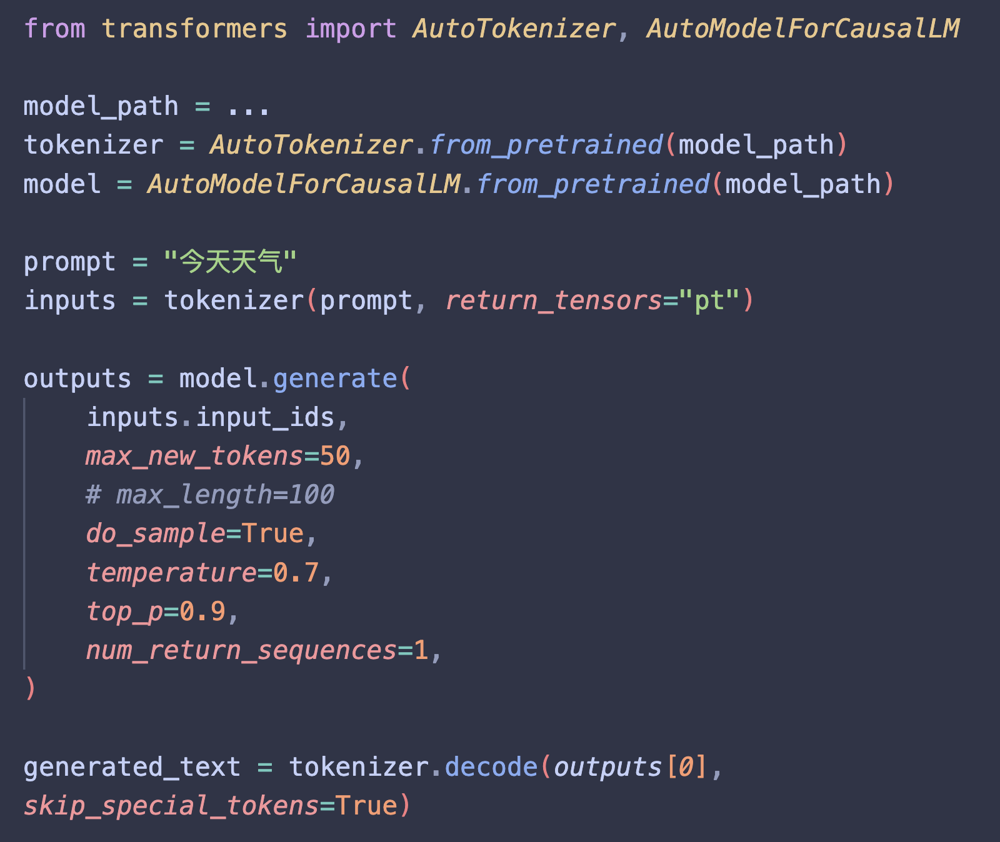 from transformers import AutoTokenizer, AutoModelForCausalLM
model_path = ...
tokenizer = AutoTokenizer.from_pretrained(model_path)
model = AutoModelForCausalLM.from_pretrained(model_path)
prompt = "今天天气"
inputs = tokenizer(prompt, return_tensors="pt")
outputs = model.generate(
    inputs.input_ids,
    max_new_tokens=50,
    # max_length=100
    do_sample=True,
    temperature=0.7,
    top_p=0.9,
    num_return_sequences=1,
)
generated_text = tokenizer.decode(outputs[0],
skip_special_tokens=True)